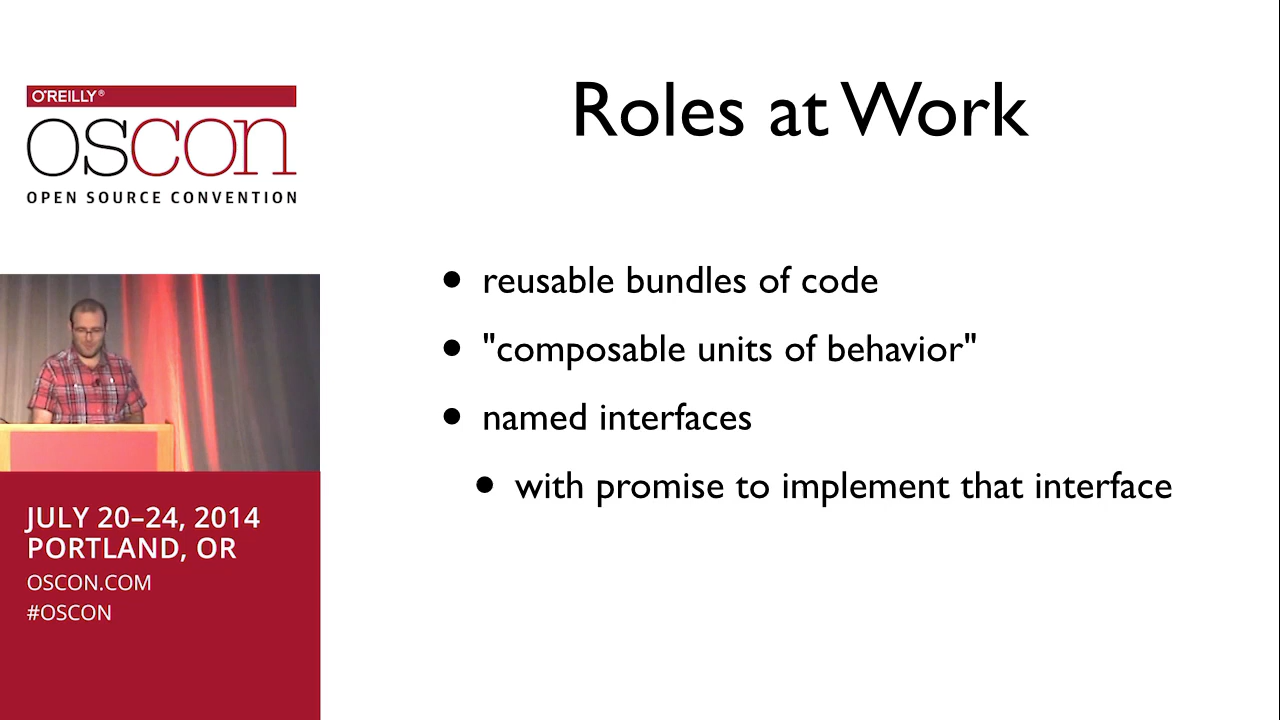 O'REILLY®
OSCON
OPEN SOURCE CONVENTION
JULY 20–24, 2014
PORTLAND, OR
OSCON.COM
#OSCON
Roles at Work
• reusable bundles of code
• "composable units of behavior"
• named interfaces
• with promise to implement that interface